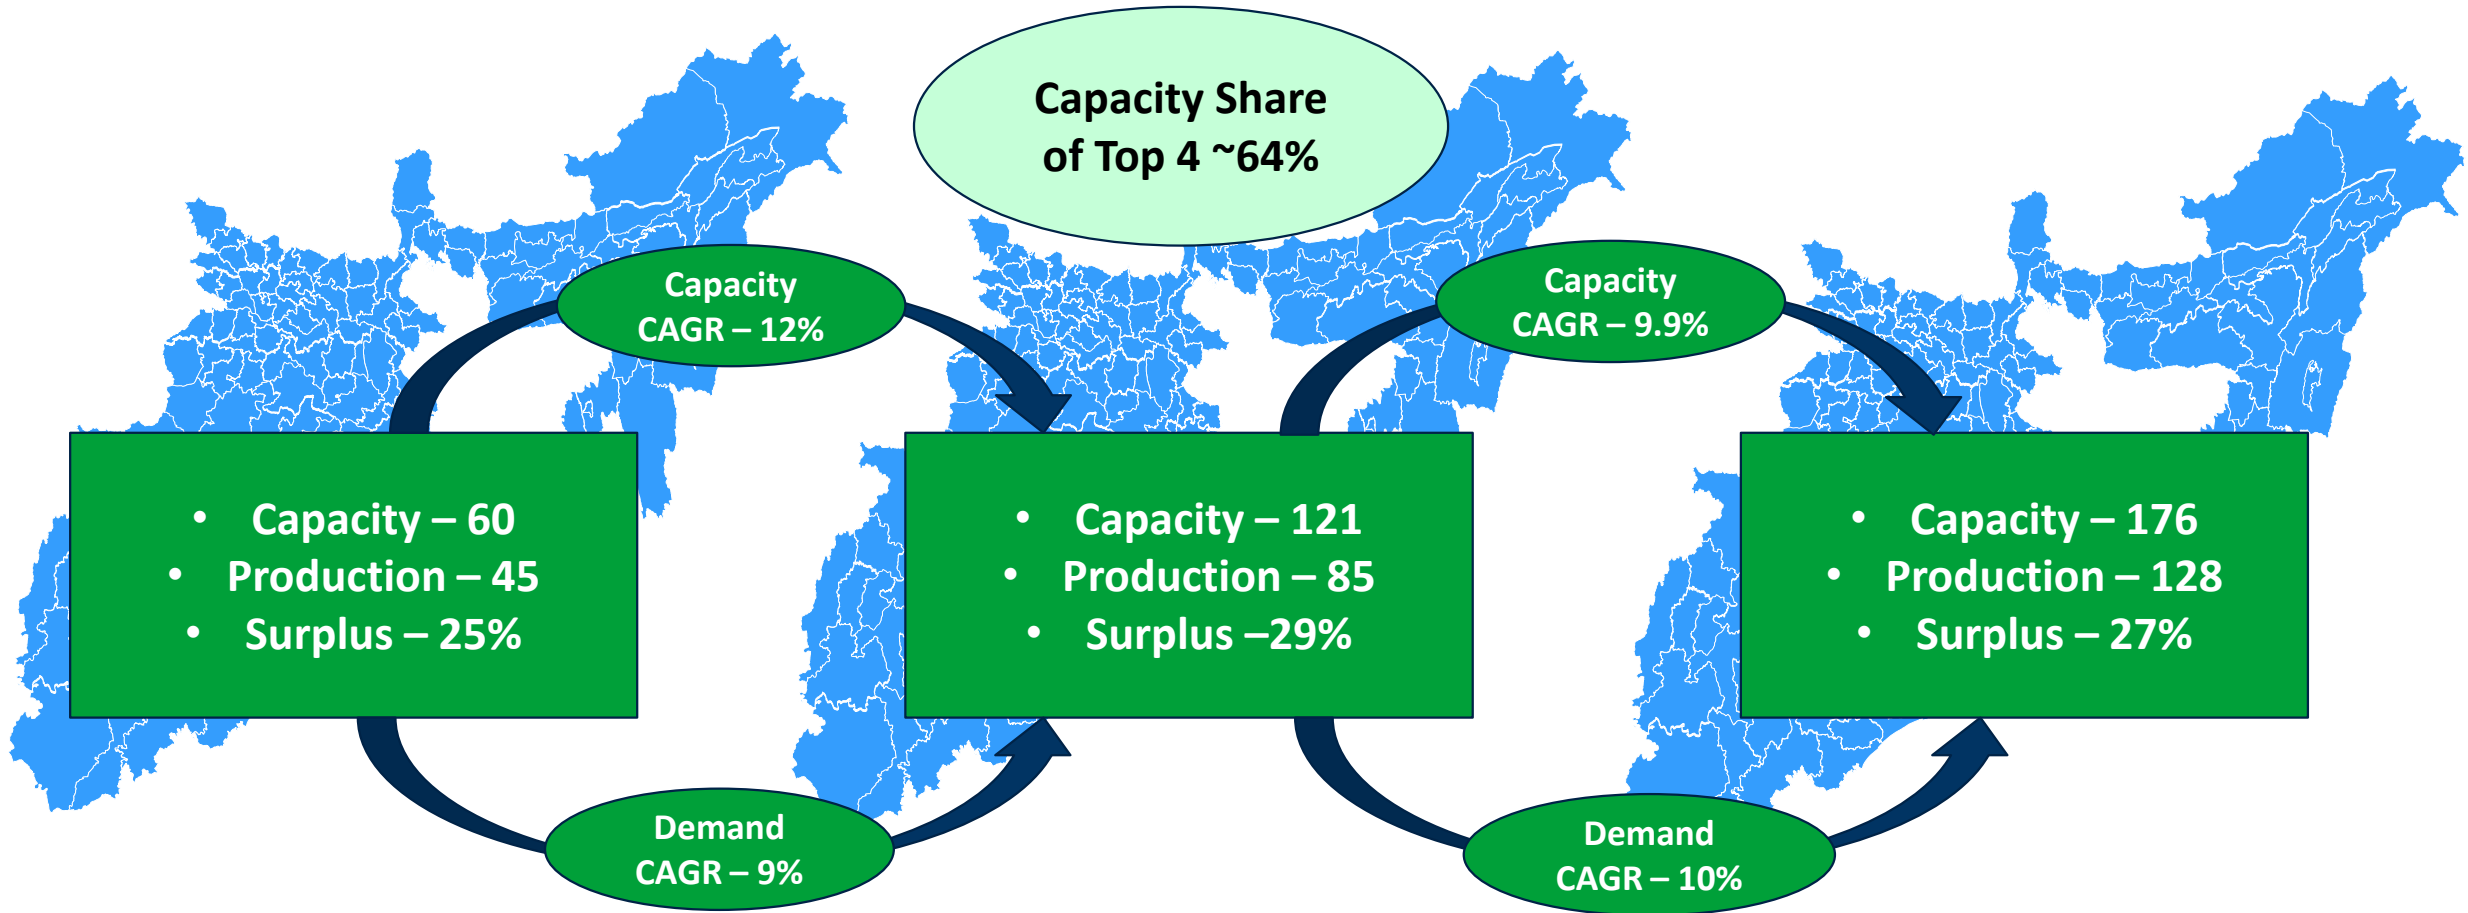 Capacity Share
of Top 4 ~64%
Capacity
CAGR – 12%
Capacity
CAGR – 9.9%
• Capacity – 60
• Production – 45
• Surplus – 25%
• Capacity – 121
• Production – 85
• Surplus –29%
• Capacity – 176
• Production – 128
• Surplus – 27%
Demand
CAGR – 9%
Demand
CAGR – 10%